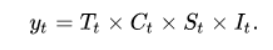 yₜ = Tₜ × Cₜ × Sₜ × Iₜ.